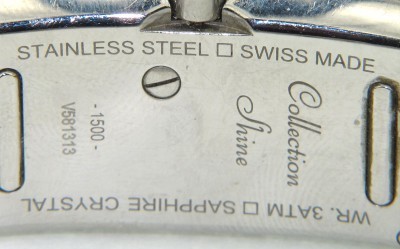 STAINLESS STEEL □ SWISS MADE
Collection
Shine
- 1500 -
V581313
WR. 3ATM □ SAPPHIRE CRYSTAL